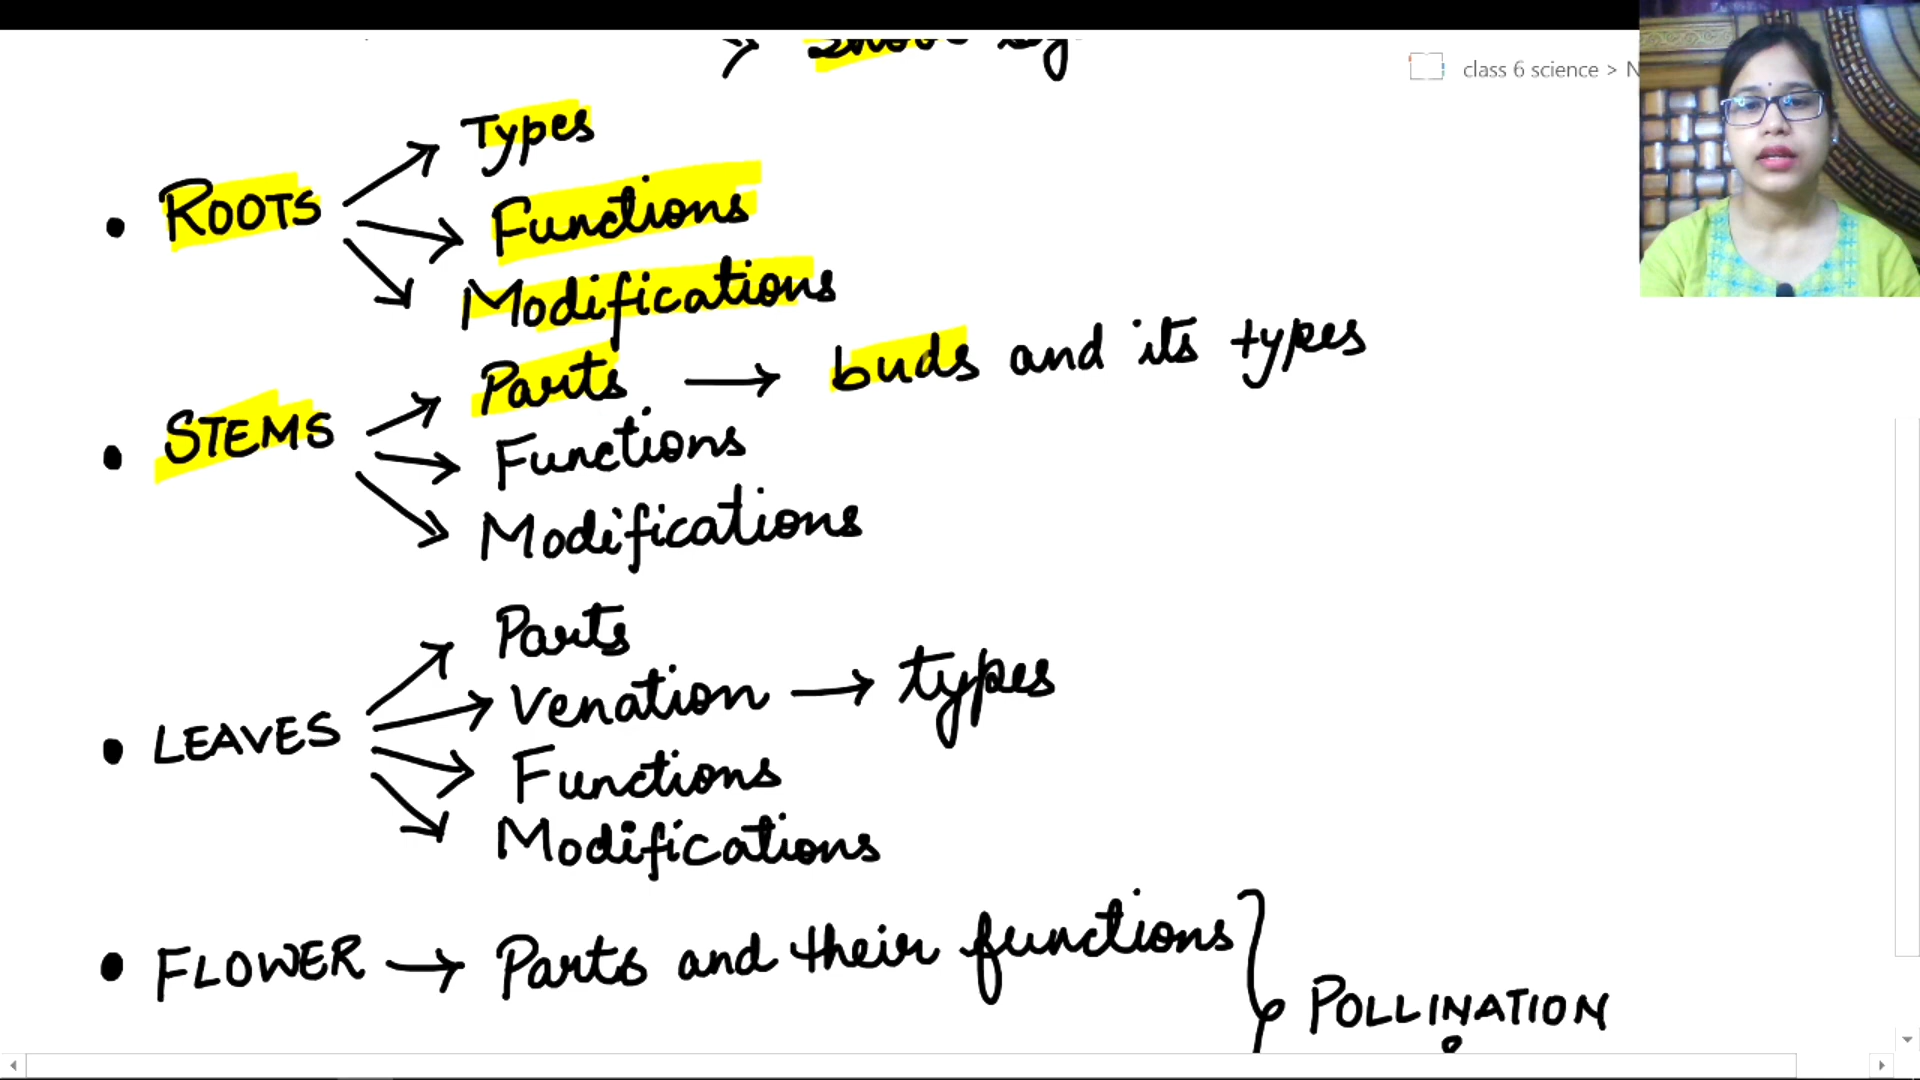 class 6 science > N
• ROOTS → Types
→ Functions
→ Modifications
• STEMS → Parts → buds and its types
→ Functions
→ Modifications
• LEAVES → Parts
→ Venation → types
→ Functions
→ Modifications
• FLOWER → Parts and their functions
POLLINATION